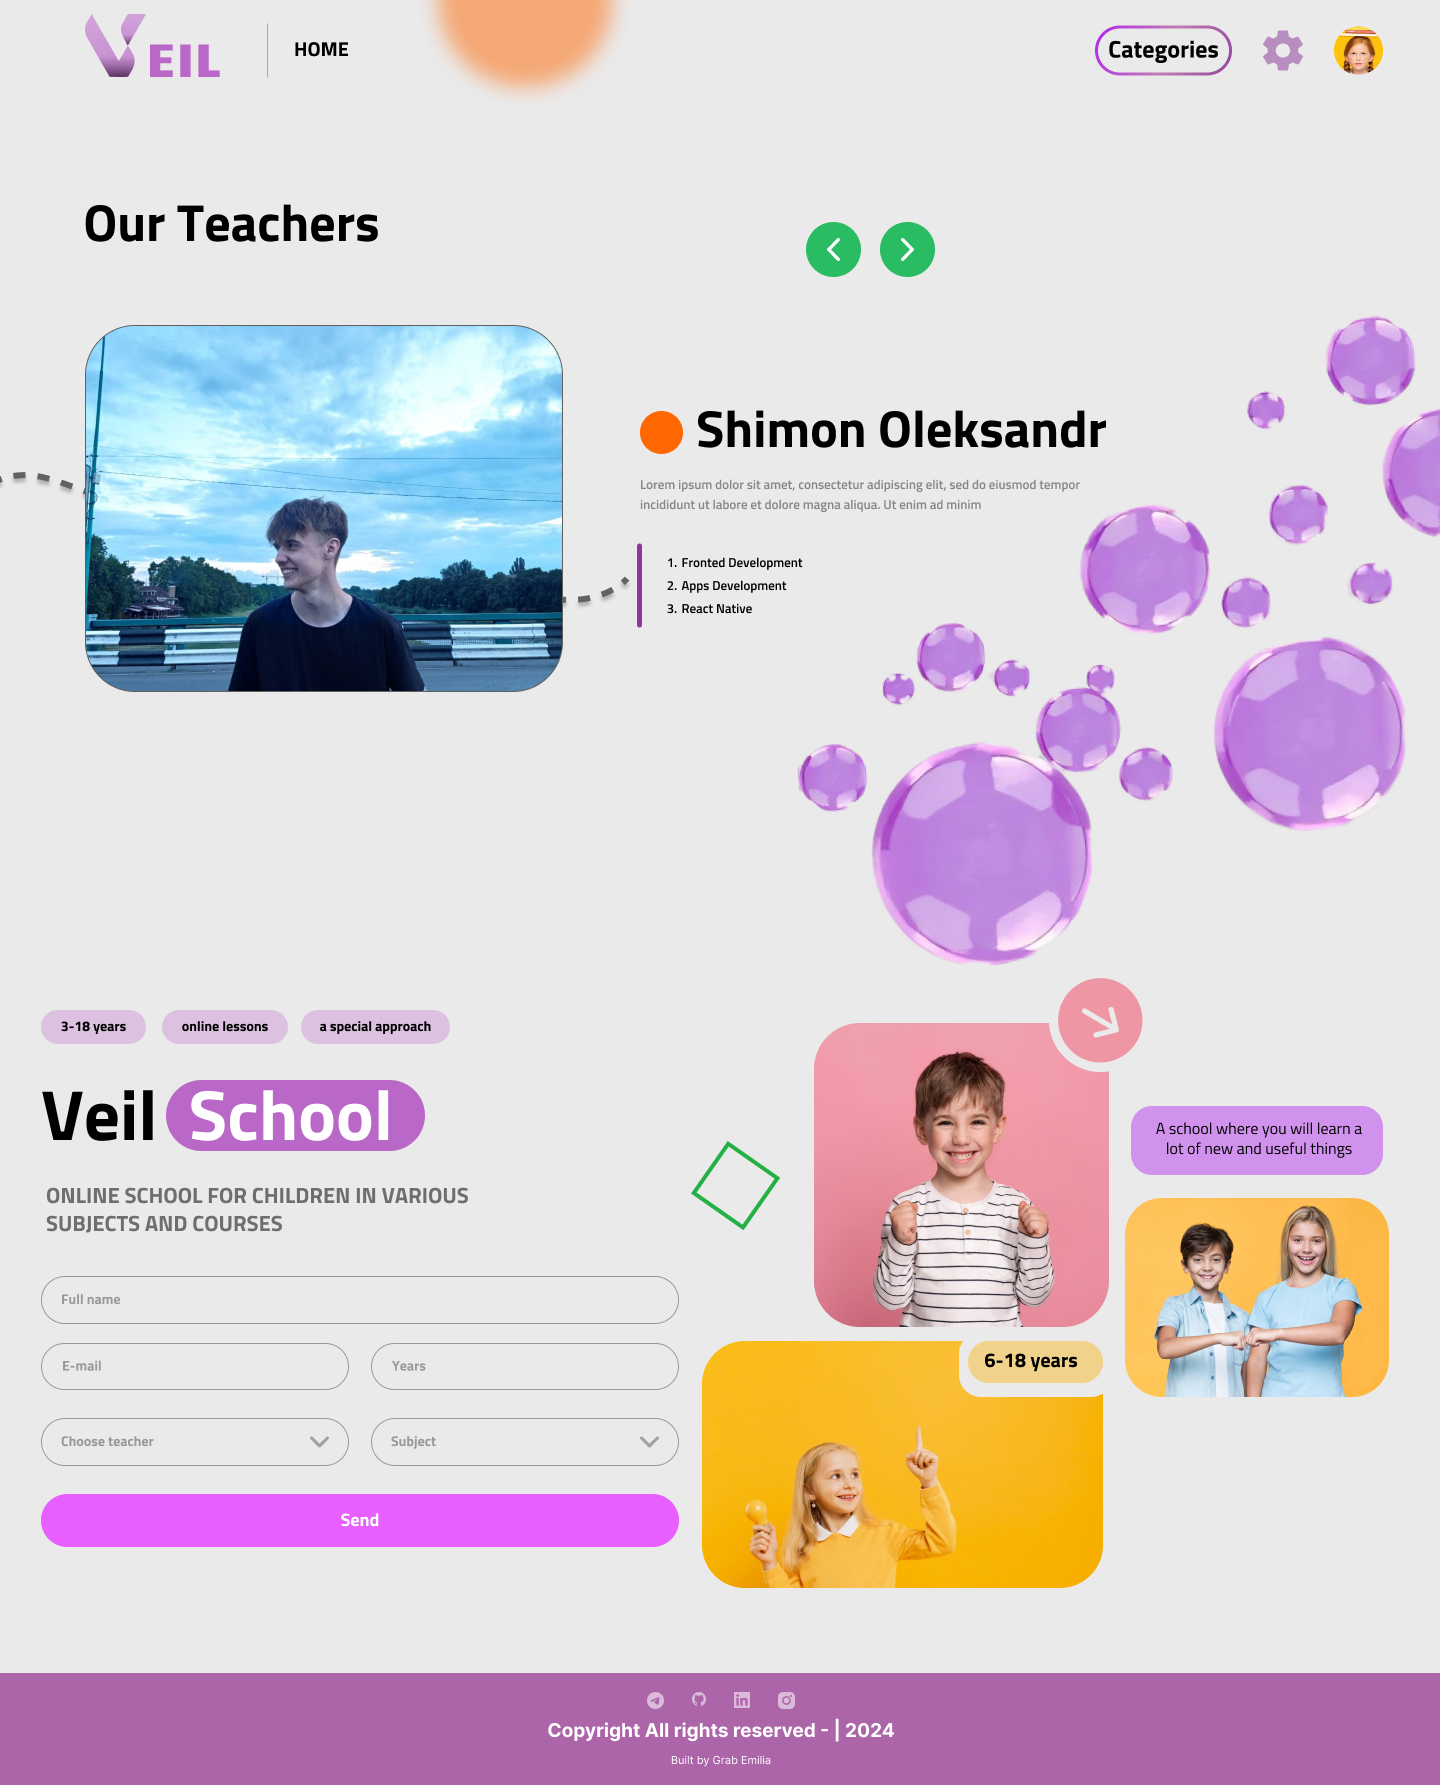 VEIL
HOME
Categories
Our Teachers
Shimon Oleksandr
Lorem ipsum dolor sit amet, consectetur adipiscing elit, sed do eiusmod tempor
incididunt ut labore et dolore magna aliqua. Ut enim ad minim
1. Fronted Development
2. Apps Development
3. React Native
3-18 years
online lessons
a special approach
Veil School
ONLINE SCHOOL FOR CHILDREN IN VARIOUS
SUBJECTS AND COURSES
Full name
E-mail
Years
Choose teacher
Subject
Send
A school where you will learn a
lot of new and useful things
6-18 years
Copyright All rights reserved - | 2024
Built by Grab Emilia